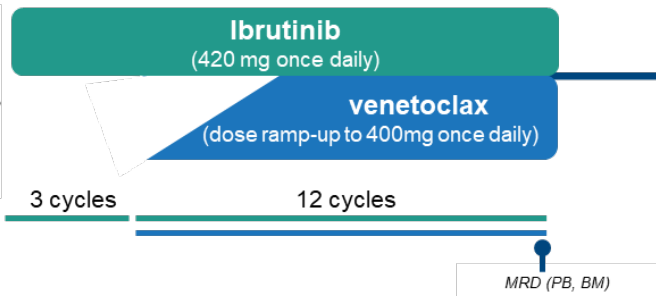 Ibrutinib
(420 mg once daily)
venetoclax
(dose ramp-up to 400mg once daily)
3 cycles
12 cycles
MRD (PB, BM)